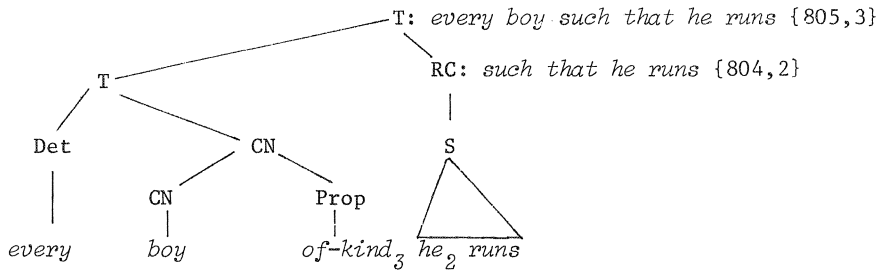 T: every boy such that he runs {805,3}
RC: such that he runs {804,2}
T
Det CN S
CN Prop
every boy of-kind₃ he₂ runs